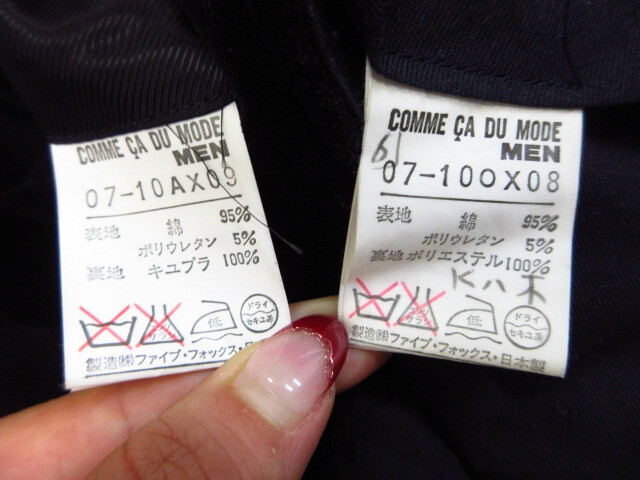 COMME ÇA DU MODE
MEN
07-10AX09
表地 綿 95%
ポリウレタン 5%
裏地 キュプラ 100%
低
ドライ
セキユ系
製造㈱ファイブ・フォックス・日
COMME ÇA DU MODE
MEN
61
07-10OX08
表地 綿 95%
ポリウレタン 5%
裏地 ポリエステル 100%
Kハ不
低
ドライ
セキユ系
製造㈱ファイブ・フォックス・日本製